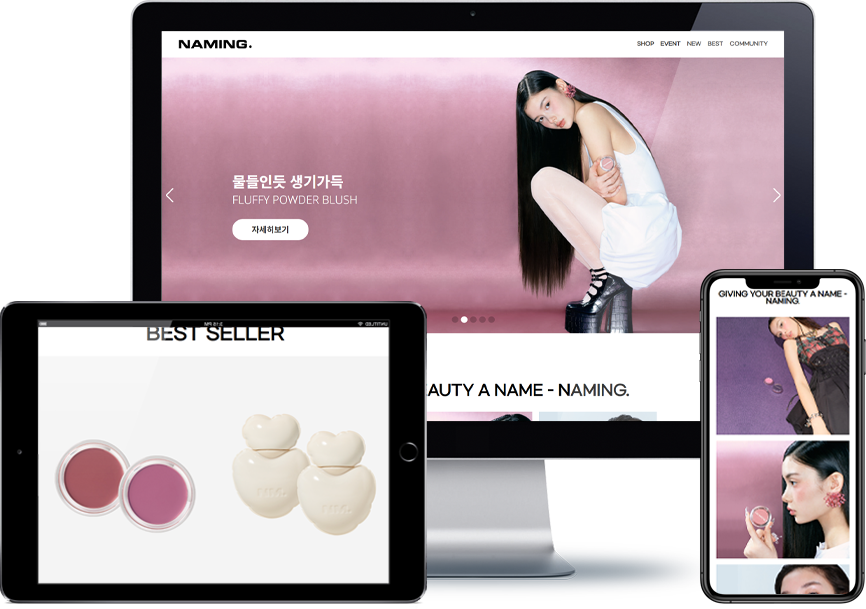 NAMING.
SHOP EVENT NEW BEST COMMUNITY
물들인듯 생기가득
FLUFFY POWDER BLUSH
자세히보기
AUTY A NAME - NAMING.
BEST SELLER
GIVING YOUR BEAUTY A NAME -
NAMING.